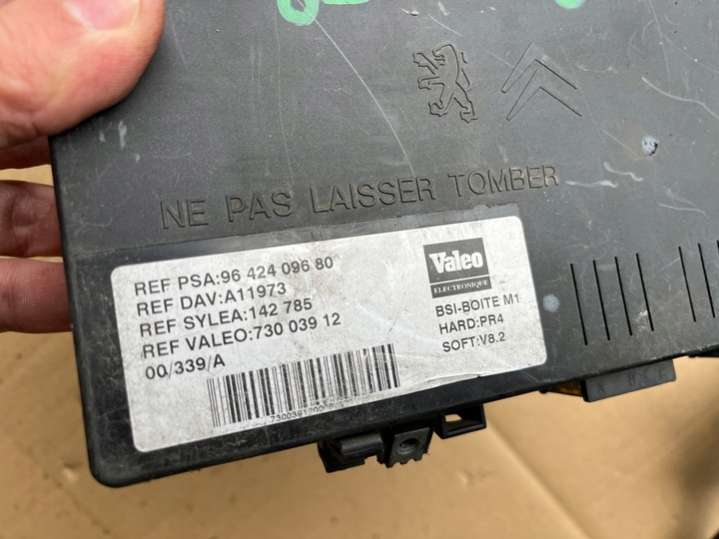 NE PAS LAISSER TOMBER
REF PSA:96 424 096 80
REF DAV:A11973
REF SYLEA:142 785
REF VALEO:730 039 12
00/339/A
Valeo
ELECTRONIQUE
BSI-BOITE M1
HARD:PR4
SOFT:V8.2